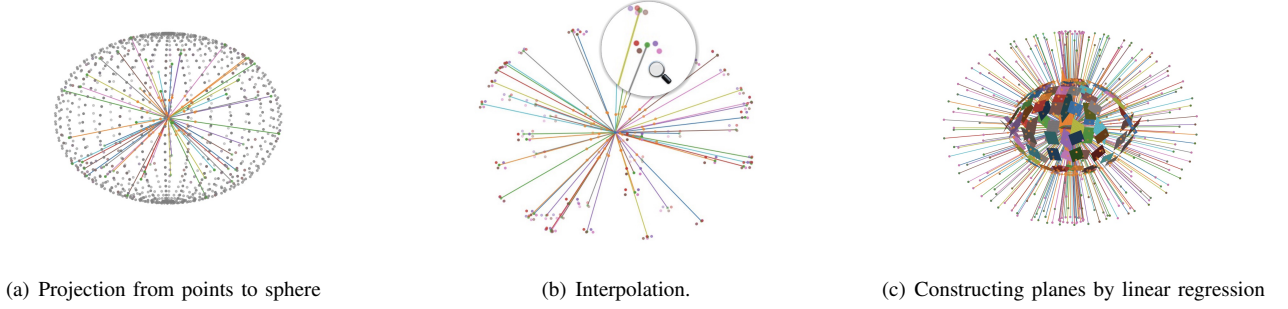 (a) Projection from points to sphere
(b) Interpolation.
(c) Constructing planes by linear regression